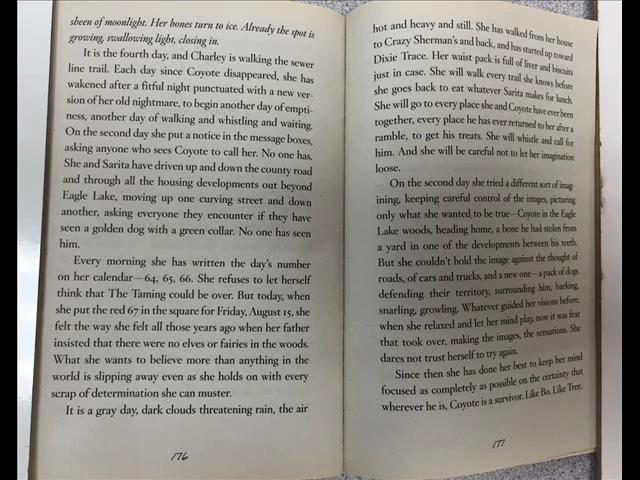 sheen of moonlight. Her bones turn to ice. Already the spot is
growing, swallowing light, closing in.
It is the fourth day, and Charley is walking the sewer
line trail. Each day since Coyote disappeared, she has
wakened after a fitful night punctuated with a new ver-
sion of her old nightmare, to begin another day of empti-
ness, another day of walking and whistling and waiting.
On the second day she put a notice in the message boxes,
asking anyone who sees Coyote to call her. No one has.
She and Sarita have driven up and down the county road
and through all the housing developments out beyond
Eagle Lake, moving up one curving street and down
another, asking everyone they encounter if they have
seen a golden dog with a green collar. No one has seen
him.
Every morning she has written the day's number
on her calendar—64, 65, 66. She refuses to let herself
think that The Taming could be over. But today, when
she put the red 67 in the square for Friday, August 15, she
felt the way she felt all those years ago when her father
insisted that there were no elves or fairies in the woods.
What she wants to believe more than anything in the
world is slipping away even as she holds on with every
scrap of determination she can muster.
It is a gray day, dark clouds threatening rain, the air
176
hot and heavy and still. She has walked from her house
to Crazy Sherman's and back, and has started up toward
Dixie Trace. Her waist pack is full of liver and biscuits
just in case. She will walk every trail she knows before
she goes back to eat whatever Sarita makes for lunch.
She will go to every place she and Coyote have ever been
together, every place he has ever returned to her after a
ramble, to get his treats. She will whistle and call for
him. And she will be careful not to let her imagination
loose.
On the second day she tried a different sort of imag-
ining, keeping careful control of the images, picturing
only what she wanted to be true—Coyote in the Eagle
Lake woods, heading home, a bone he had stolen from
a yard in one of the developments between his teeth.
But she couldn't hold the image against the thought of
roads, of cars and trucks, and a new one—a pack of dogs
defending their territory, surrounding him, barking,
snarling, growling. Whatever guided her visions before,
when she relaxed and let her mind play, now it was fear
that took over, making the images, the sensations. She
dares not trust herself to try again.
Since then she has done her best to keep her mind
focused as completely as possible on the certainty that
wherever he is, Coyote is a survivor. Like Bo. Like Tree.
177